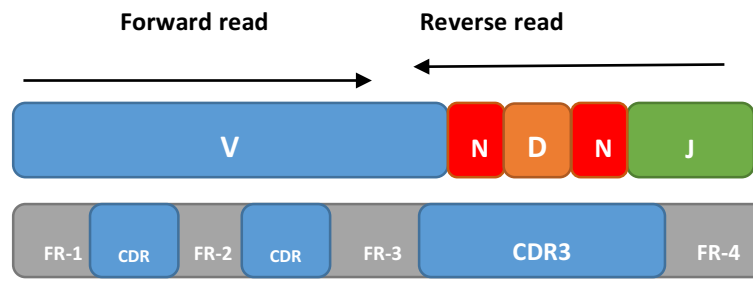 Forward read Reverse read
V N D N J
FR-1 CDR FR-2 CDR FR-3 CDR3 FR-4